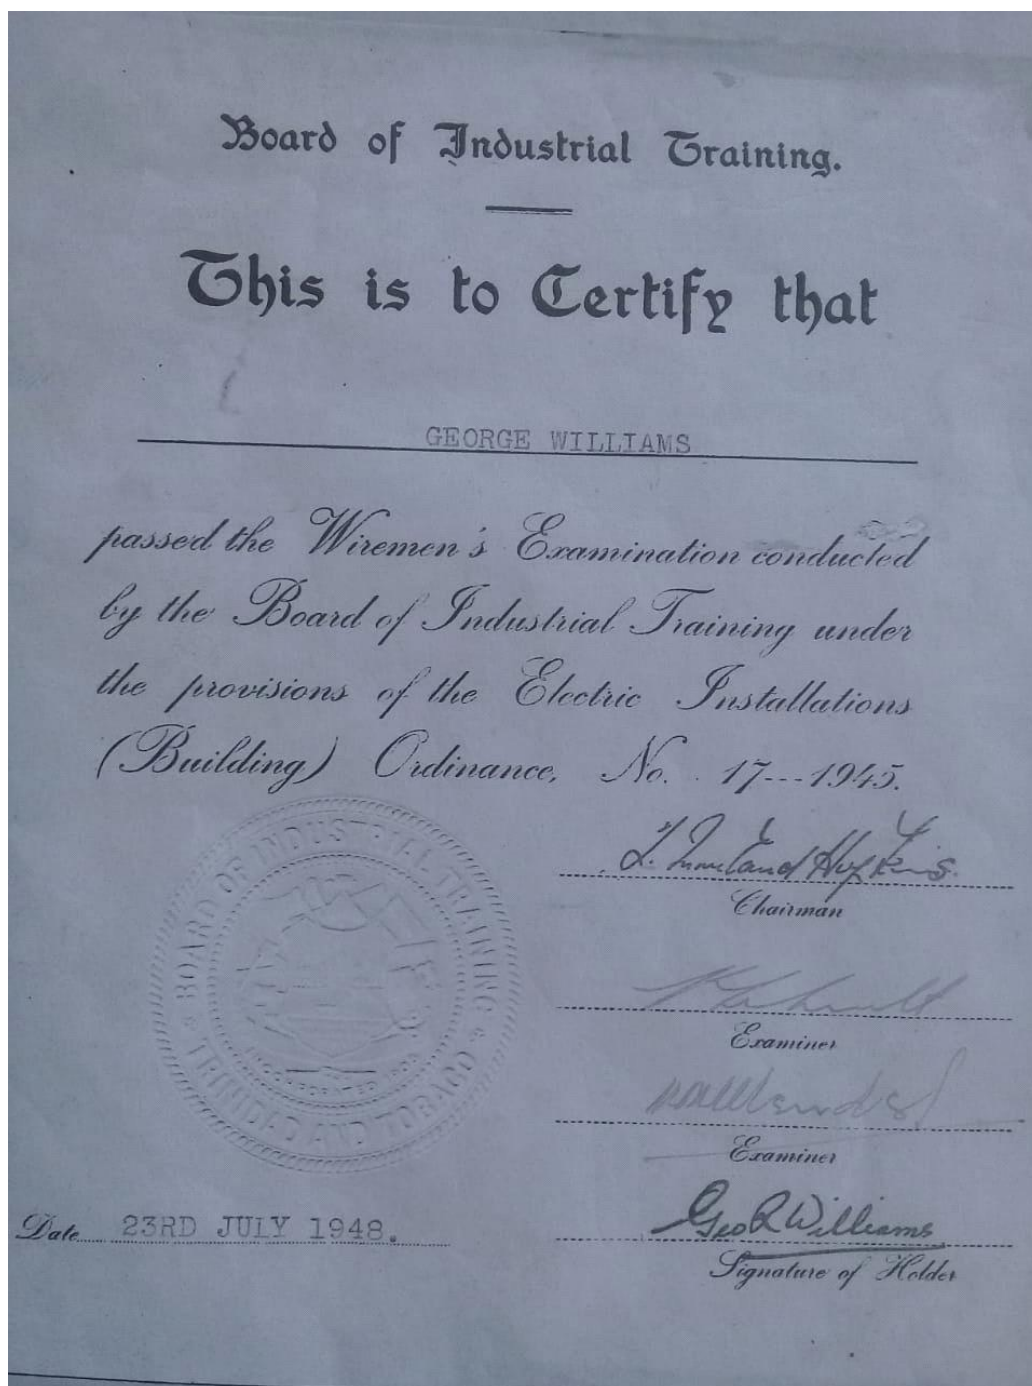 Board of Industrial Training.
This is to Certify that
GEORGE WILLIAMS
passed the Wiremen's Examination conducted
by the Board of Industrial Training under
the provisions of the Electric Installations
(Building) Ordinance, No. 17---1945.
BOARD OF INDUSTRIAL TRAINING
TRINIDAD AND TOBAGO
INCORPORATED
Chairman
Examiner
Examiner
Date 23RD JULY 1948.
Geo R Williams
Signature of Holder